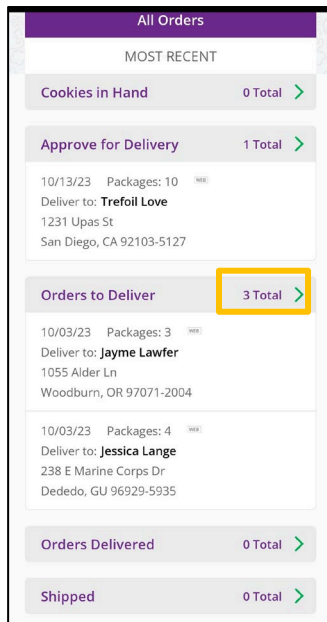 All Orders
MOST RECENT
Cookies in Hand 0 Total
Approve for Delivery 1 Total
10/13/23 Packages: 10 WEB
Deliver to: Trefoil Love
1231 Upas St
San Diego, CA 92103-5127
Orders to Deliver 3 Total
10/03/23 Packages: 3 WEB
Deliver to: Jayme Lawfer
1055 Alder Ln
Woodburn, OR 97071-2004
10/03/23 Packages: 4 WEB
Deliver to: Jessica Lange
238 E Marine Corps Dr
Dededo, GU 96929-5935
Orders Delivered 0 Total
Shipped 0 Total